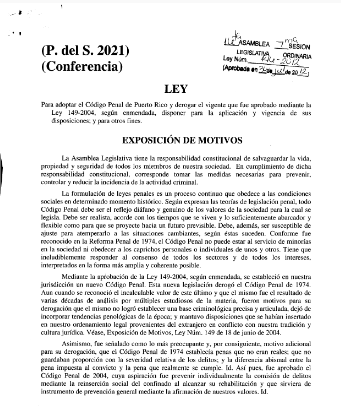 (P. del S. 2021)
(Conferencia)
ASAMBLEA
SESIÓN
LEGISLATIVA
ORDINARIA
Ley Núm.
(Aprobada en
LEY
Para adoptar el Código Penal de Puerto Rico y derogar el vigente que fue aprobado mediante la
Ley 149-2004, según enmendada, disponer para la aplicación y vigencia de sus
disposiciones; y para otros fines.
EXPOSICIÓN DE MOTIVOS
La Asamblea Legislativa tiene la responsabilidad constitucional de salvaguardar la vida,
propiedad y seguridad de todos los miembros de nuestra sociedad. En cumplimiento de dicha
responsabilidad constitucional, corresponde tomar las medidas necesarias para prevenir,
controlar y reducir la incidencia de la actividad criminal.
La formulación de leyes penales es un proceso continuo que obedece a las condiciones
sociales en determinado momento histórico. Según expresan las teorías de legislación penal, todo
Código Penal debe ser el reflejo diáfano y genuino de los valores de la sociedad para la cual se
legisla. Debe ser realista, acorde con los tiempos que se viven y lo suficientemente abarcador y
flexible como para que se proyecte hacia un futuro previsible. Debe, además, ser susceptible de
ajuste para atemperarlo a las situaciones cambiantes, según éstas sucedan. Conforme fue
reconocido en la Reforma Penal de 1974, el Código Penal no puede estar al servicio de minorías
en la sociedad ni obedecer a los caprichos personales o individuales de unos y otros. Tiene que
includiblemente responder al consenso de todos los sectores y de todos los intereses,
interpretados en la forma más amplia y coherente posible.
Mediante la aprobación de la Ley 149-2004, según enmendada, se estableció en nuestra
jurisdicción un nuevo Código Penal. Esta nueva legislación derogó el Código Penal de 1974.
Aun cuando se reconoció el incalculable valor de este último y que el mismo fue el resultado de
varias décadas de análisis por múltiples estudiosos de la materia, fueron motivos para su
derogación que el mismo no logró establecer una base criminológica precisa y articulada, dejó de
incorporar tendencias penológicas de la época; y mantuvo disposiciones que se habían insertado
en nuestro ordenamiento legal provenientes del extranjero en conflicto con nuestra tradición y
cultura jurídica. Véase, Exposición de Motivos, Ley Núm. 149 de 18 de junio de 2004.
Asimismo, fue señalado como lo más preocupante y, por consiguiente, motivo adicional
para su derogación, que el Código Penal de 1974 establecía penas que no eran reales; que no
guardaban proporción con la severidad relativa de los delitos; y la diferencia abismal entre la
pena impuesta al convicto y la pena que realmente se cumple. Id. Así pues, fue aprobado el
Código Penal de 2004, cuya aspiración fue prevenir individualmente la comisión de delitos
mediante la reinserción social del confinado al alcanzar su rehabilitación y que sirviera de
instrumento de prevención general mediante la afirmación de nuestros valores. Id.